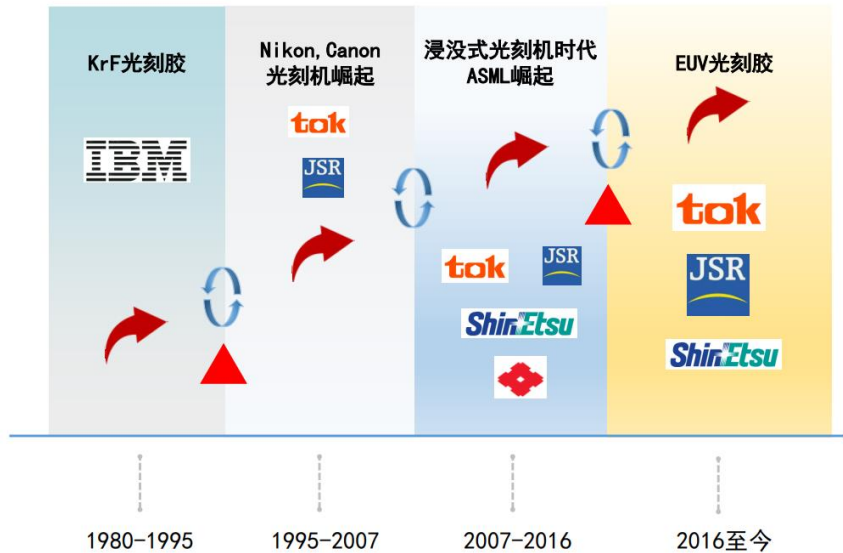 KrF光刻胶
IBM
Nikon,Canon
光刻机崛起
tok
JSR
浸没式光刻机时代
ASML崛起
tok
JSR
ShinEtsu
EUV光刻胶
tok
JSR
ShinEtsu
1980-1995
1995-2007
2007-2016
2016至今